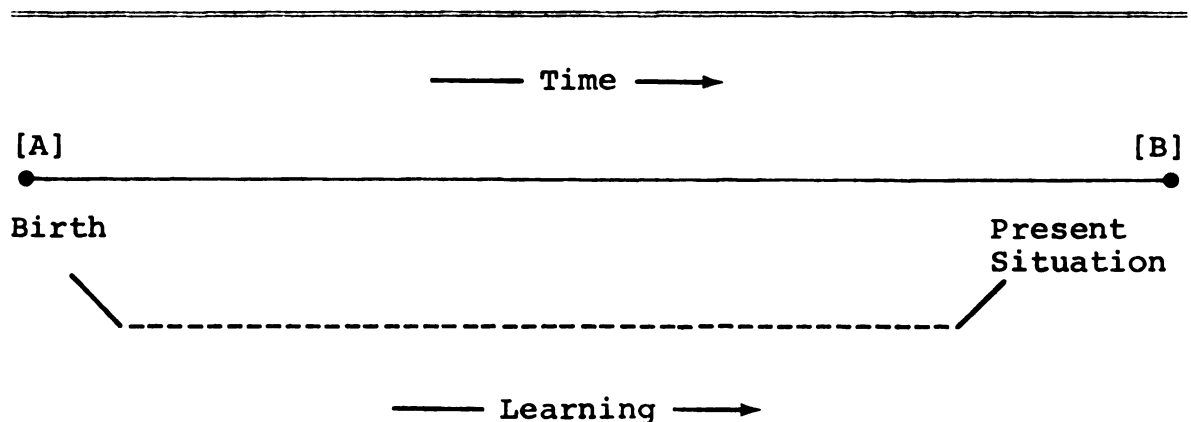 Time
[A] [B]
Birth Present
Situation
Learning